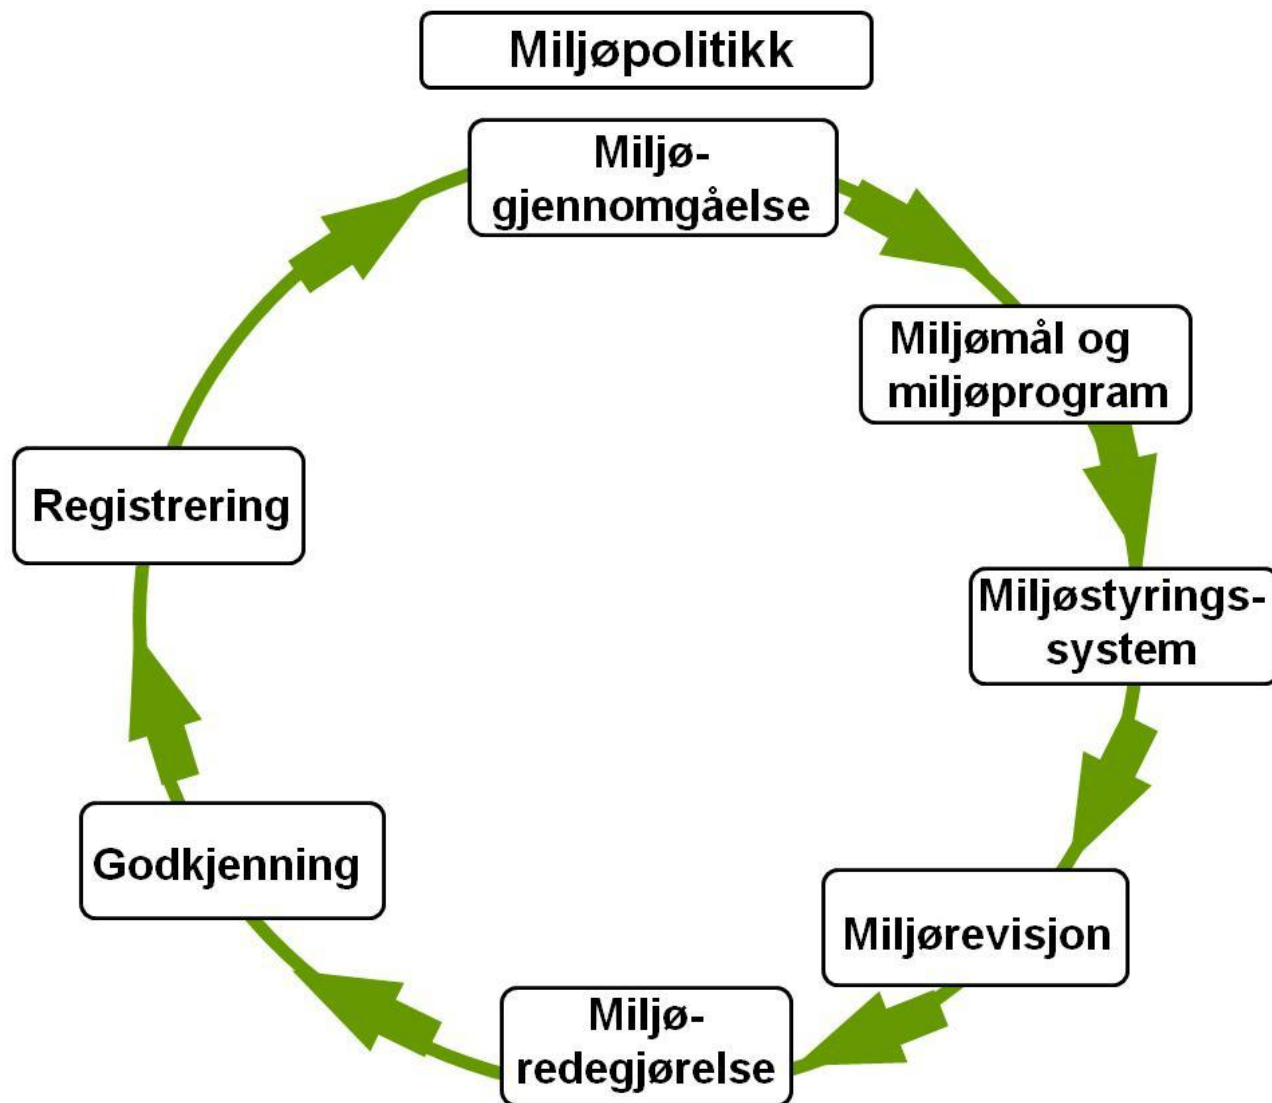 Miljøpolitikk
Miljø-
gjennomgåelse
Miljømål og
miljøprogram
Miljøstyrings-
system
Miljørevisjon
Miljø-
redegjørelse
Godkjenning
Registrering